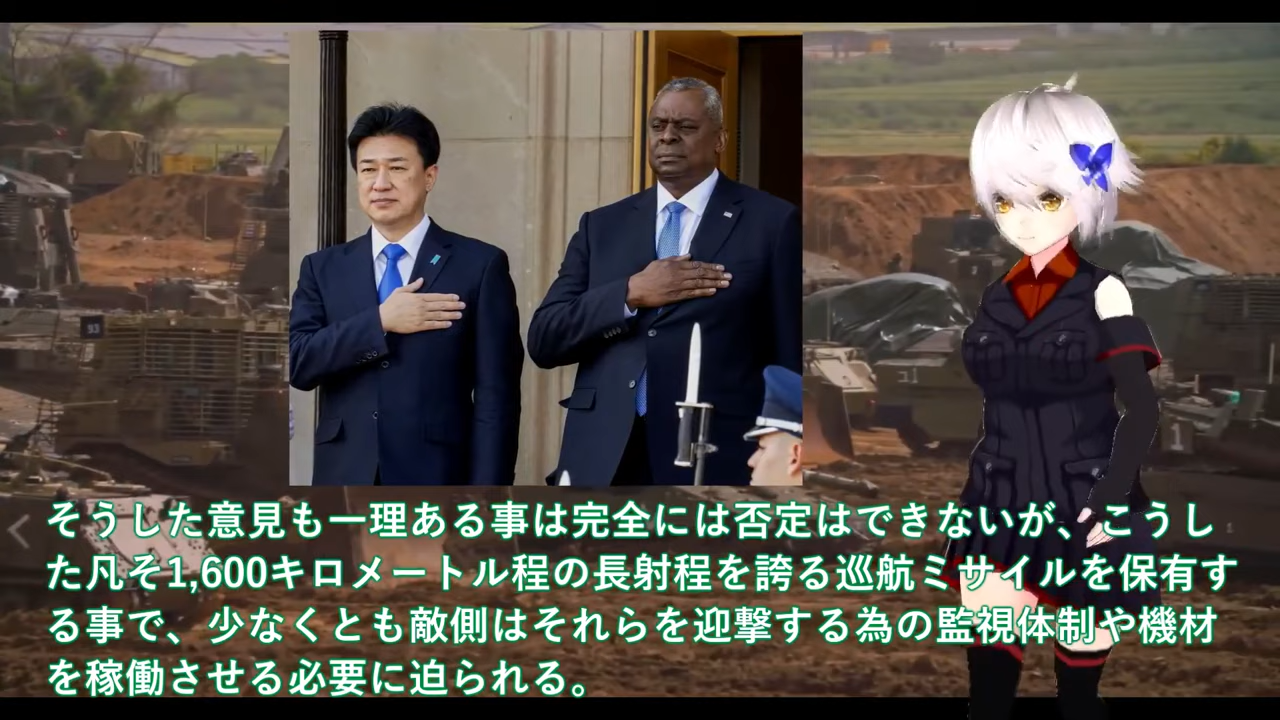 そうした意見も一理ある事は完全には否定はできないが、こうし
た凡そ1,600キロメートル程の長射程を誇る巡航ミサイルを保有す
る事で、少なくとも敵側はそれらを迎撃する為の監視体制や機材
を稼働させる必要に迫られる。
93
1